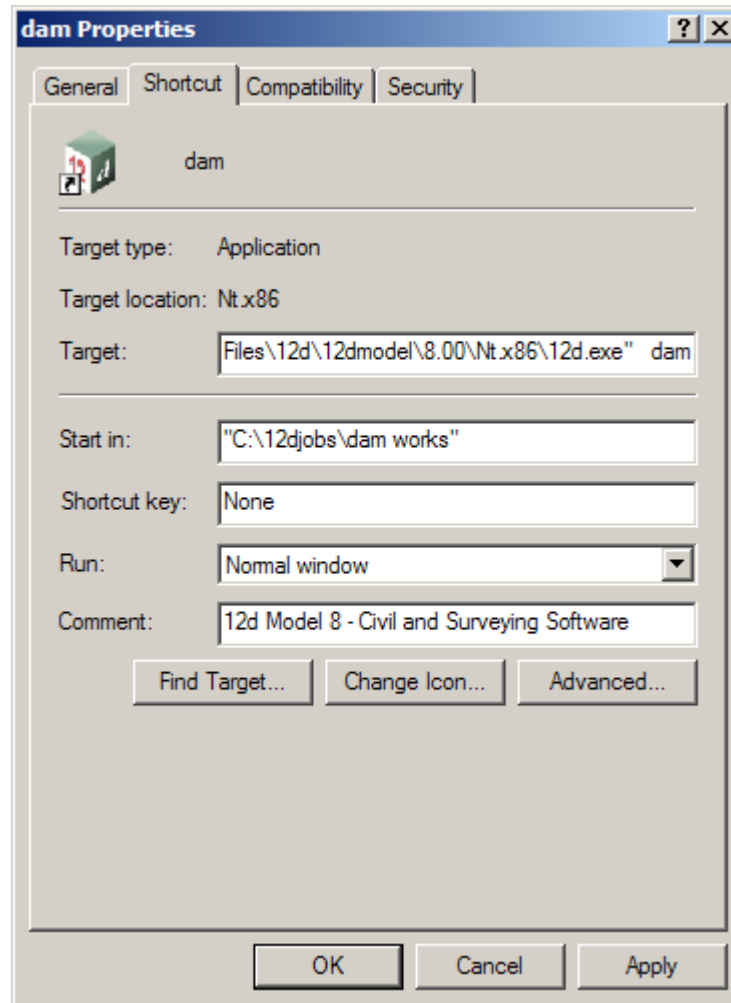 dam Properties
General Shortcut Compatibility Security
dam
Target type: Application
Target location: Nt.x86
Target: Files\12d\12dmodel\8.00\Nt.x86\12d.exe" dam
Start in: "C:\12djobs\dam works"
Shortcut key: None
Run: Normal window
Comment: 12d Model 8 - Civil and Surveying Software
Find Target... Change Icon... Advanced...
OK Cancel Apply